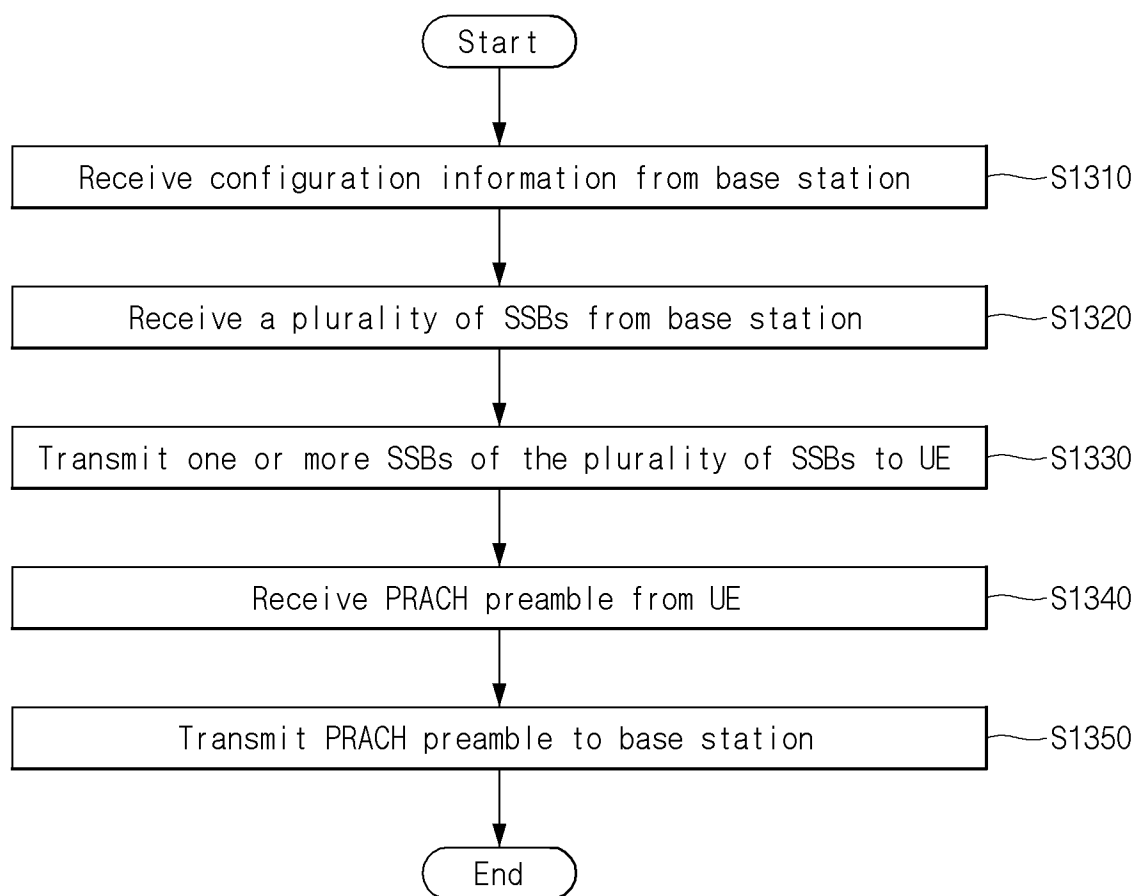 Start
Receive configuration information from base station
S1310
Receive a plurality of SSBs from base station
S1320
Transmit one or more SSBs of the plurality of SSBs to UE
S1330
Receive PRACH preamble from UE
S1340
Transmit PRACH preamble to base station
S1350
End